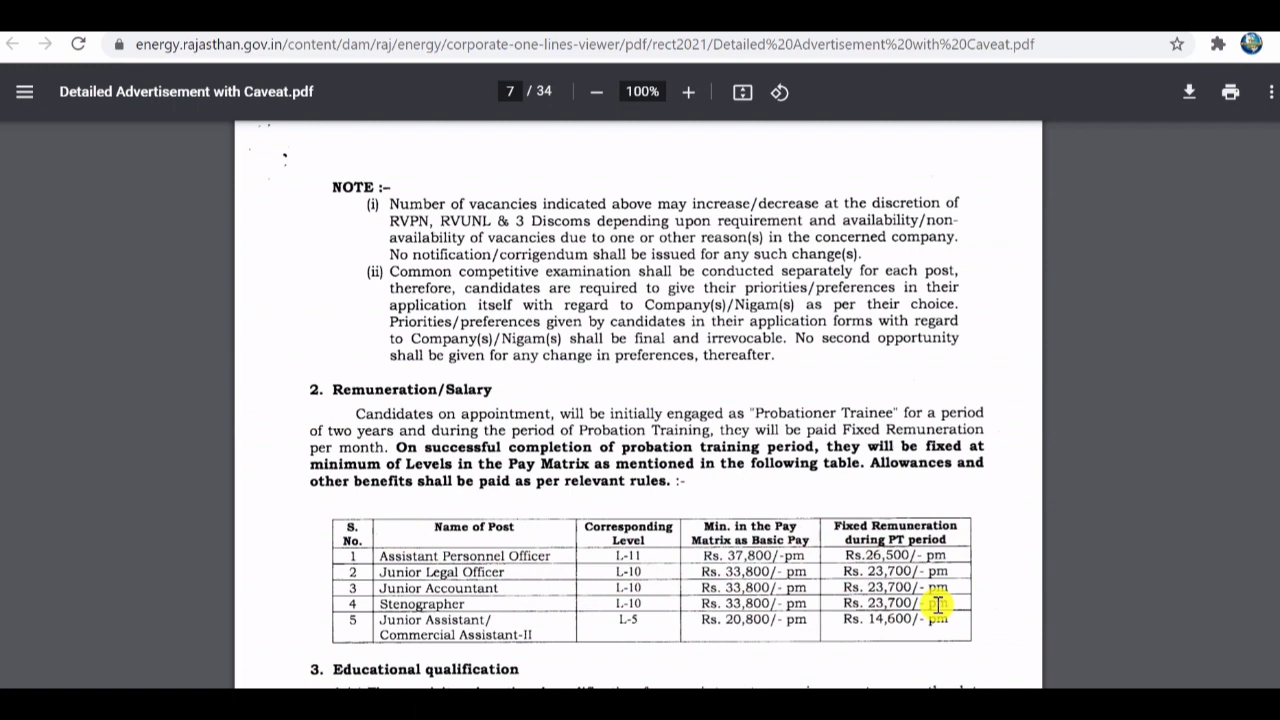 energy.rajasthan.gov.in/content/dam/raj/energy/corporate-one-lines-viewer/pdf/rect2021/Detailed%20Advertisement%20with%20Caveat.pdf
Detailed Advertisement with Caveat.pdf
7 / 34
100%
NOTE :-
(i) Number of vacancies indicated above may increase/decrease at the discretion of
RVPN, RVUNL & 3 Discoms depending upon requirement and availability/non-
availability of vacancies due to one or other reason(s) in the concerned company.
No notification/corrigendum shall be issued for any such change(s).
(ii) Common competitive examination shall be conducted separately for each post,
therefore, candidates are required to give their priorities/preferences in their
application itself with regard to Company(s)/Nigam(s) as per their choice.
Priorities/preferences given by candidates in their application forms with regard
to Company(s)/Nigam(s) shall be final and irrevocable. No second opportunity
shall be given for any change in preferences, thereafter.
2. Remuneration/Salary
Candidates on appointment, will be initially engaged as "Probationer Trainee" for a period
of two years and during the period of Probation Training, they will be paid Fixed Remuneration
per month. On successful completion of probation training period, they will be fixed at
minimum of Levels in the Pay Matrix as mentioned in the following table. Allowances and
other benefits shall be paid as per relevant rules. :-
S. No. Name of Post Corresponding Level Min. in the Pay Matrix as Basic Pay Fixed Remuneration during PT period
1 Assistant Personnel Officer L-11 Rs. 37,800/-pm Rs.26,500/- pm
2 Junior Legal Officer L-10 Rs. 33,800/- pm Rs. 23,700/- pm
3 Junior Accountant L-10 Rs. 33,800/- pm Rs. 23,700/- pm
4 Stenographer L-10 Rs. 33,800/- pm Rs. 23,700/- pm
5 Junior Assistant/ L-5 Rs. 20,800/- pm Rs. 14,600/- pm
Commercial Assistant-II
3. Educational qualification